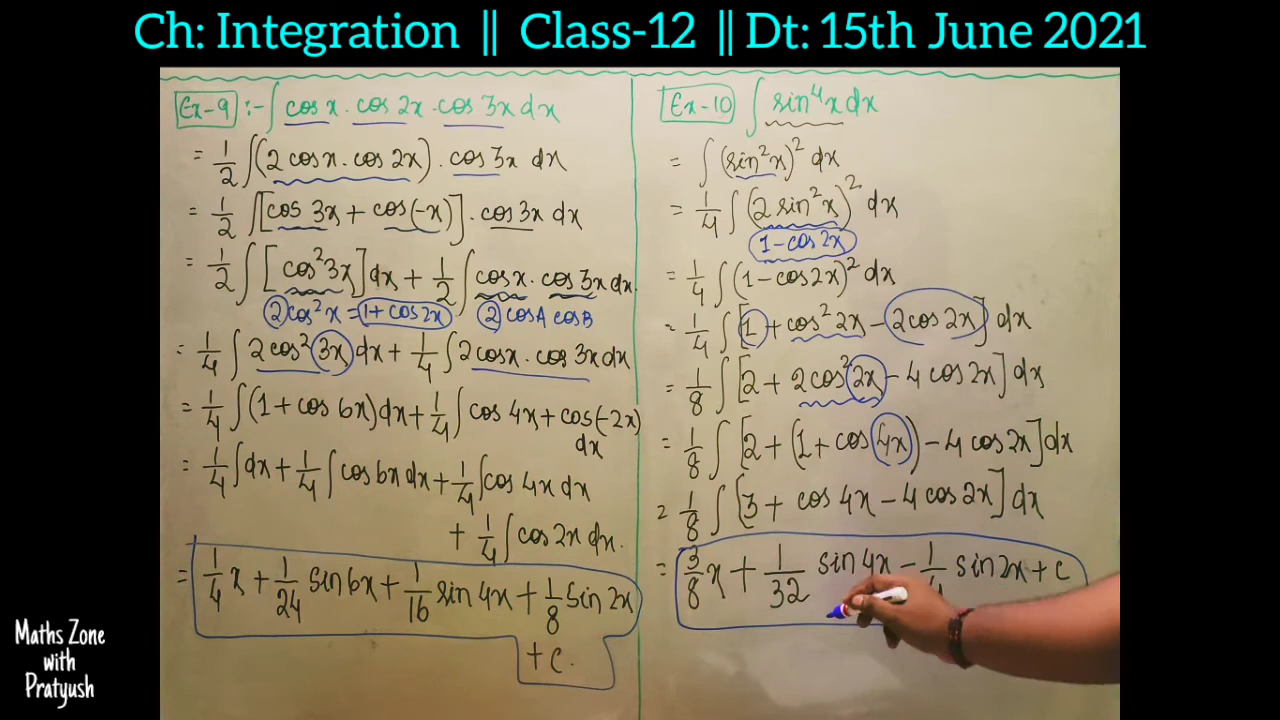 Ch: Integration || Class-12 || Dt: 15th June 2021
Ex-9 :- ∫ cos x · cos 2x · cos 3x dx
= 1/2 ∫(2 cos x · cos 2x) · cos 3x dx
= 1/2 ∫[cos 3x + cos(-x)] · cos 3x dx
= 1/2 ∫[cos²3x]dx + 1/2 ∫cos x · cos 3x dx.
2cos²x = 1 + cos 2x 2 cosA cosB
= 1/4 ∫ 2cos² 3x dx + 1/4 ∫ 2cos x · cos 3x dx
= 1/4 ∫(1 + cos 6x)dx + 1/4 ∫ cos 4x + cos(-2x)
dx
= 1/4 ∫dx + 1/4 ∫ cos 6x dx + 1/4 ∫cos 4x dx
+ 1/4 ∫cos 2x dx.
= 1/4 x + 1/24 sin 6x + 1/16 sin 4x + 1/8 sin 2x
+ c.
Ex-10 ∫ sin⁴x dx
= ∫ (sin²x)² dx
= 1/4 ∫ (2 sin²x)² dx
1 - cos 2x
= 1/4 ∫ (1 - cos2x)² dx
= 1/4 ∫ [1 + cos² 2x - 2cos 2x] dx
= 1/8 ∫ [2 + 2cos² 2x - 4 cos 2x] dx
= 1/8 ∫ [2 + (1 + cos 4x) - 4 cos 2x] dx
= 1/8 ∫ [3 + cos 4x - 4 cos 2x] dx
= 3/8 x + 1/32 sin 4x - 1/4 sin 2x + c
Maths Zone
with
Pratyush